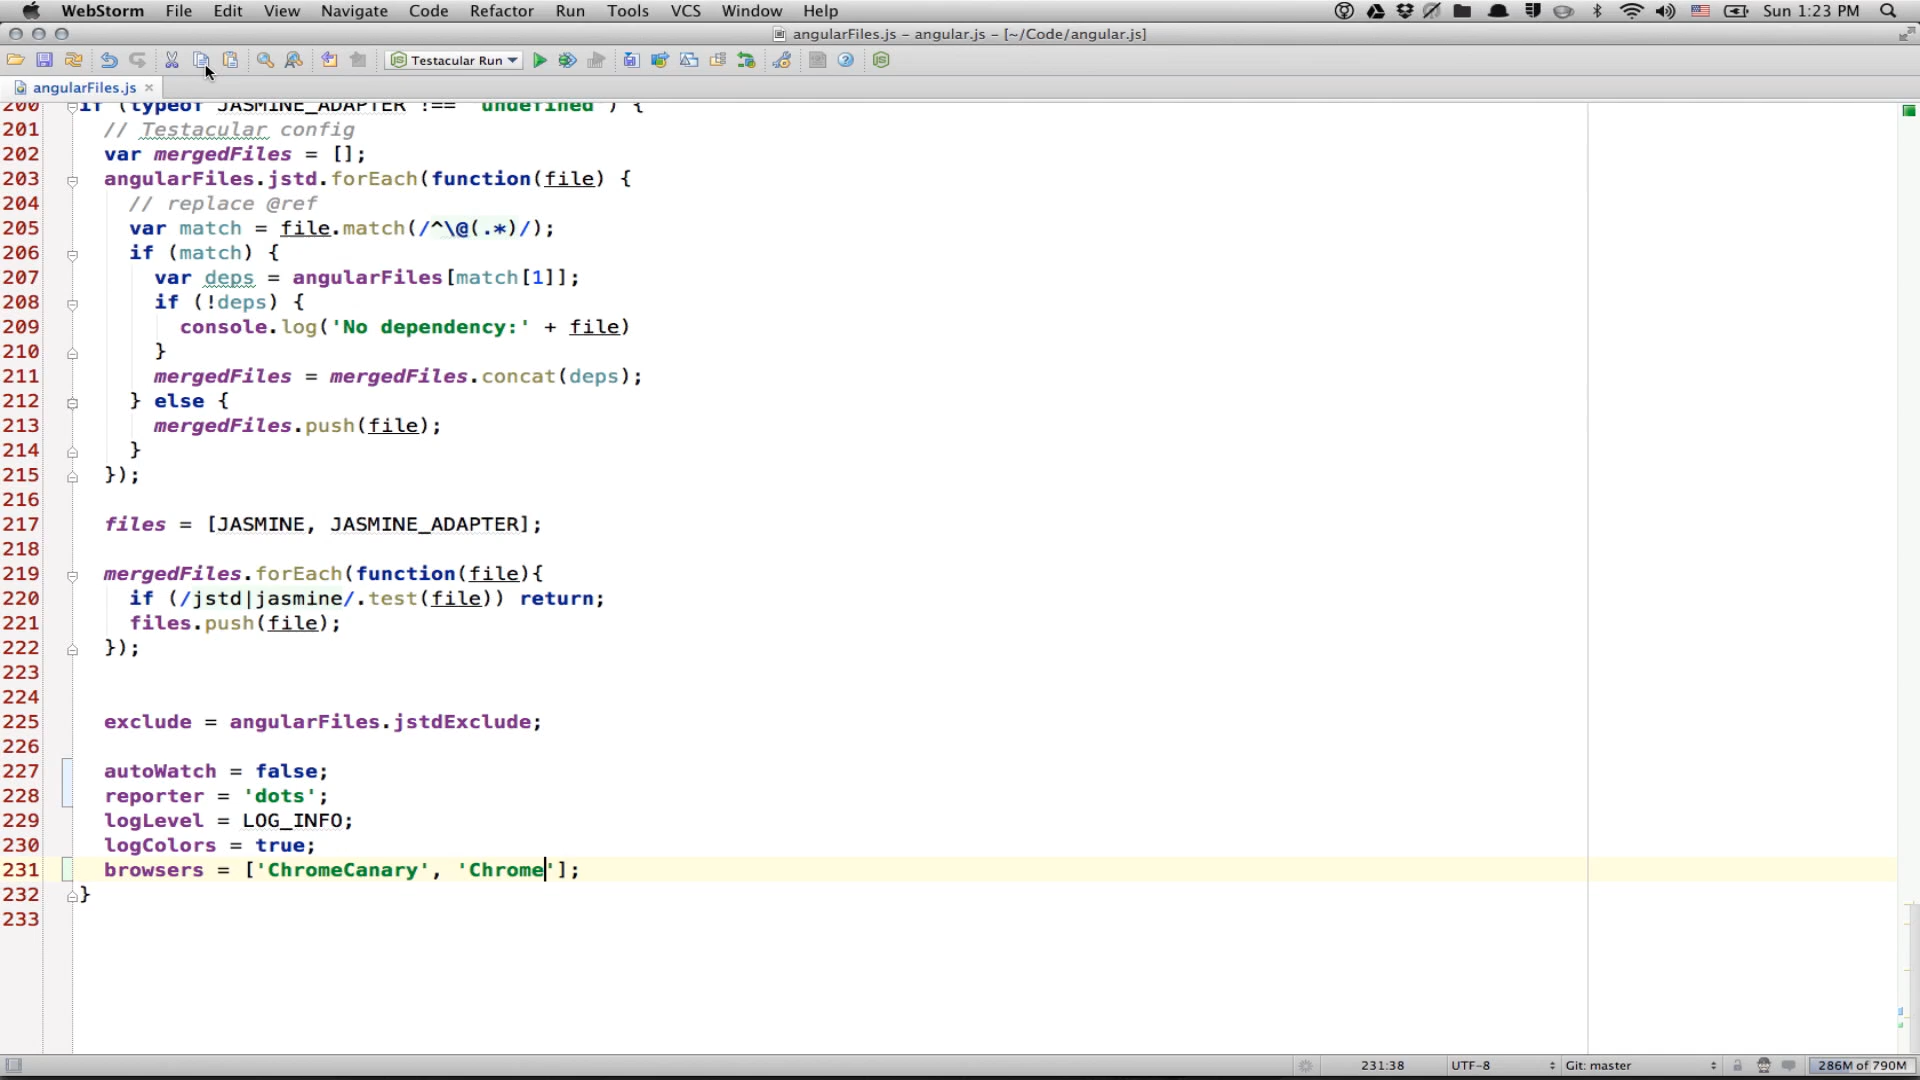 WebStorm File Edit View Navigate Code Refactor Run Tools VCS Window Help Sun 1:23 PM
angularFiles.js – angular.js – [~/Code/angular.js]
Testacular Run
angularFiles.js
200 if (typeof JASMINE_ADAPTER !== "undefined") {
201 // Testacular config
202 var mergedFiles = [];
203 angularFiles.jstd.forEach(function(file) {
204 // replace @ref
205 var match = file.match(/^\@(.*)/);
206 if (match) {
207 var deps = angularFiles[match[1]];
208 if (!deps) {
209 console.log('No dependency:' + file)
210 }
211 mergedFiles = mergedFiles.concat(deps);
212 } else {
213 mergedFiles.push(file);
214 }
215 });
216
217 files = [JASMINE, JASMINE_ADAPTER];
218
219 mergedFiles.forEach(function(file){
220 if (/jstd|jasmine/.test(file)) return;
221 files.push(file);
222 });
223
224
225 exclude = angularFiles.jstdExclude;
226
227 autoWatch = false;
228 reporter = 'dots';
229 logLevel = LOG_INFO;
230 logColors = true;
231 browsers = ['ChromeCanary', 'Chrome'];
232 }
233
231:38 UTF-8 Git: master 286M of 790M